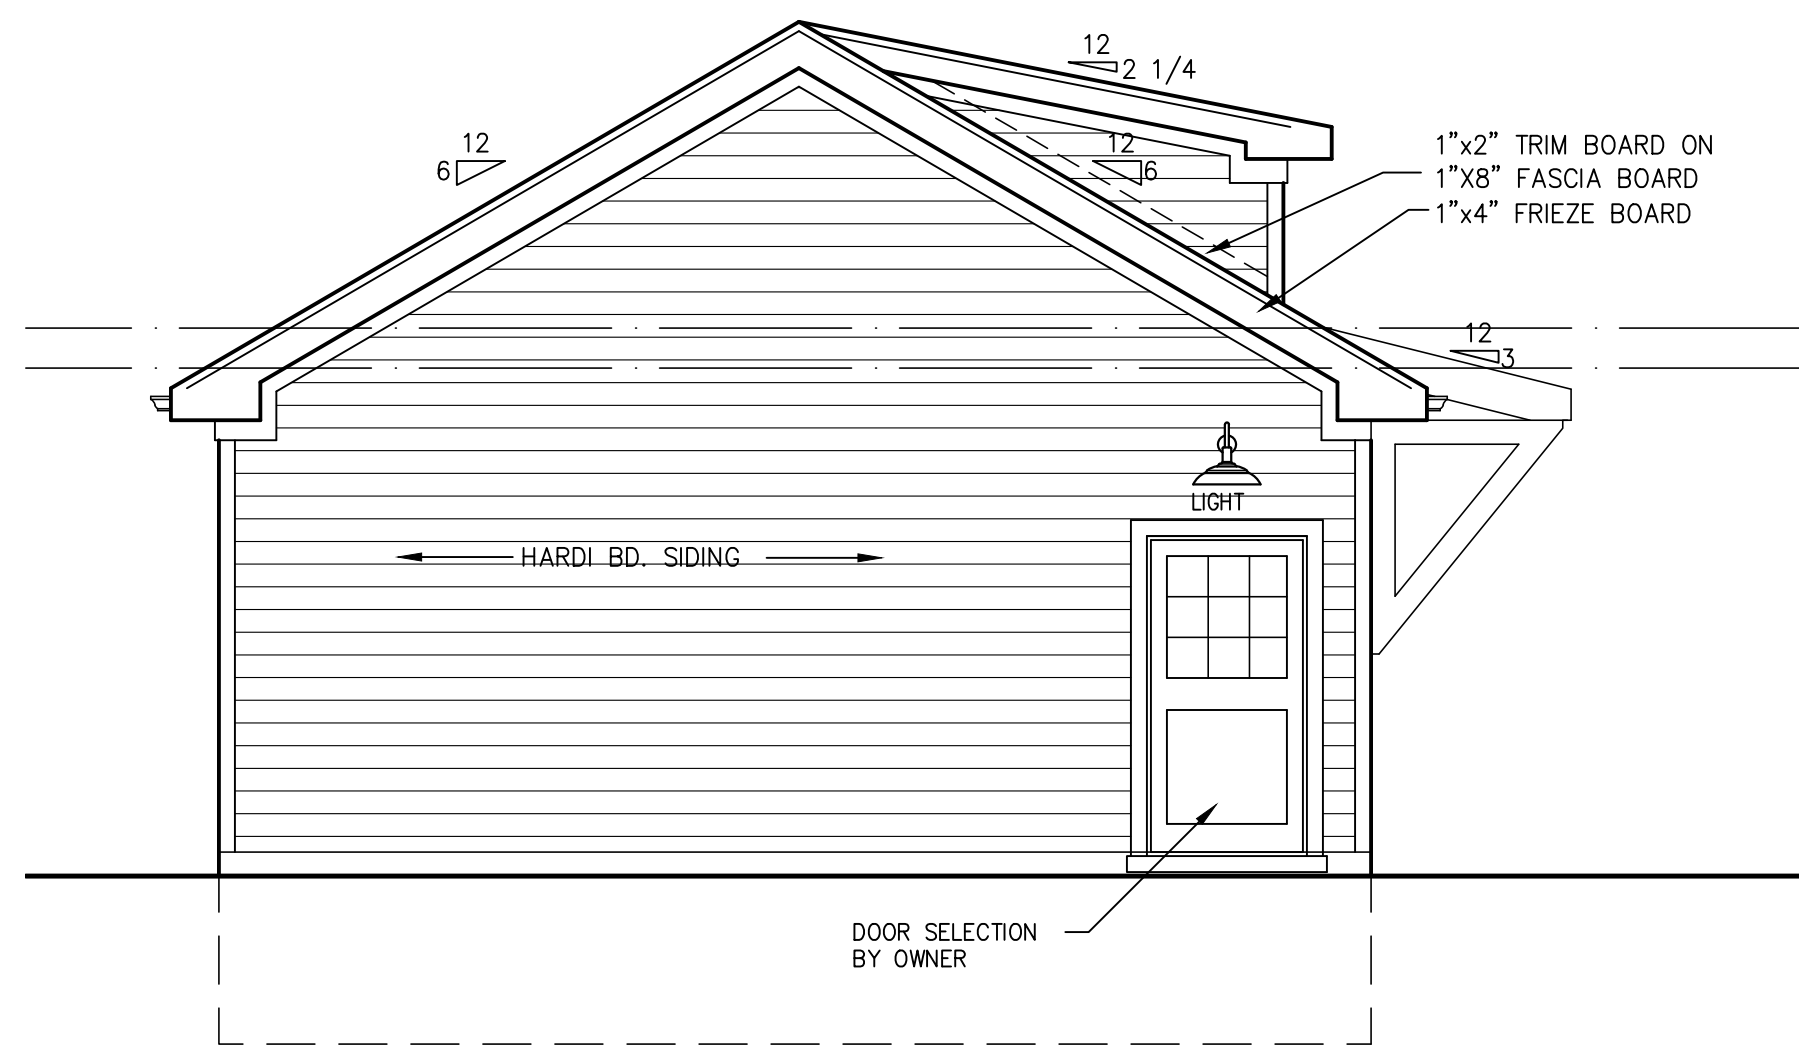 12
2 1/4
12
6
12
6
1”x2” TRIM BOARD ON
1”X8” FASCIA BOARD
1”x4” FRIEZE BOARD
12
3
LIGHT
HARDI BD. SIDING
DOOR SELECTION
BY OWNER